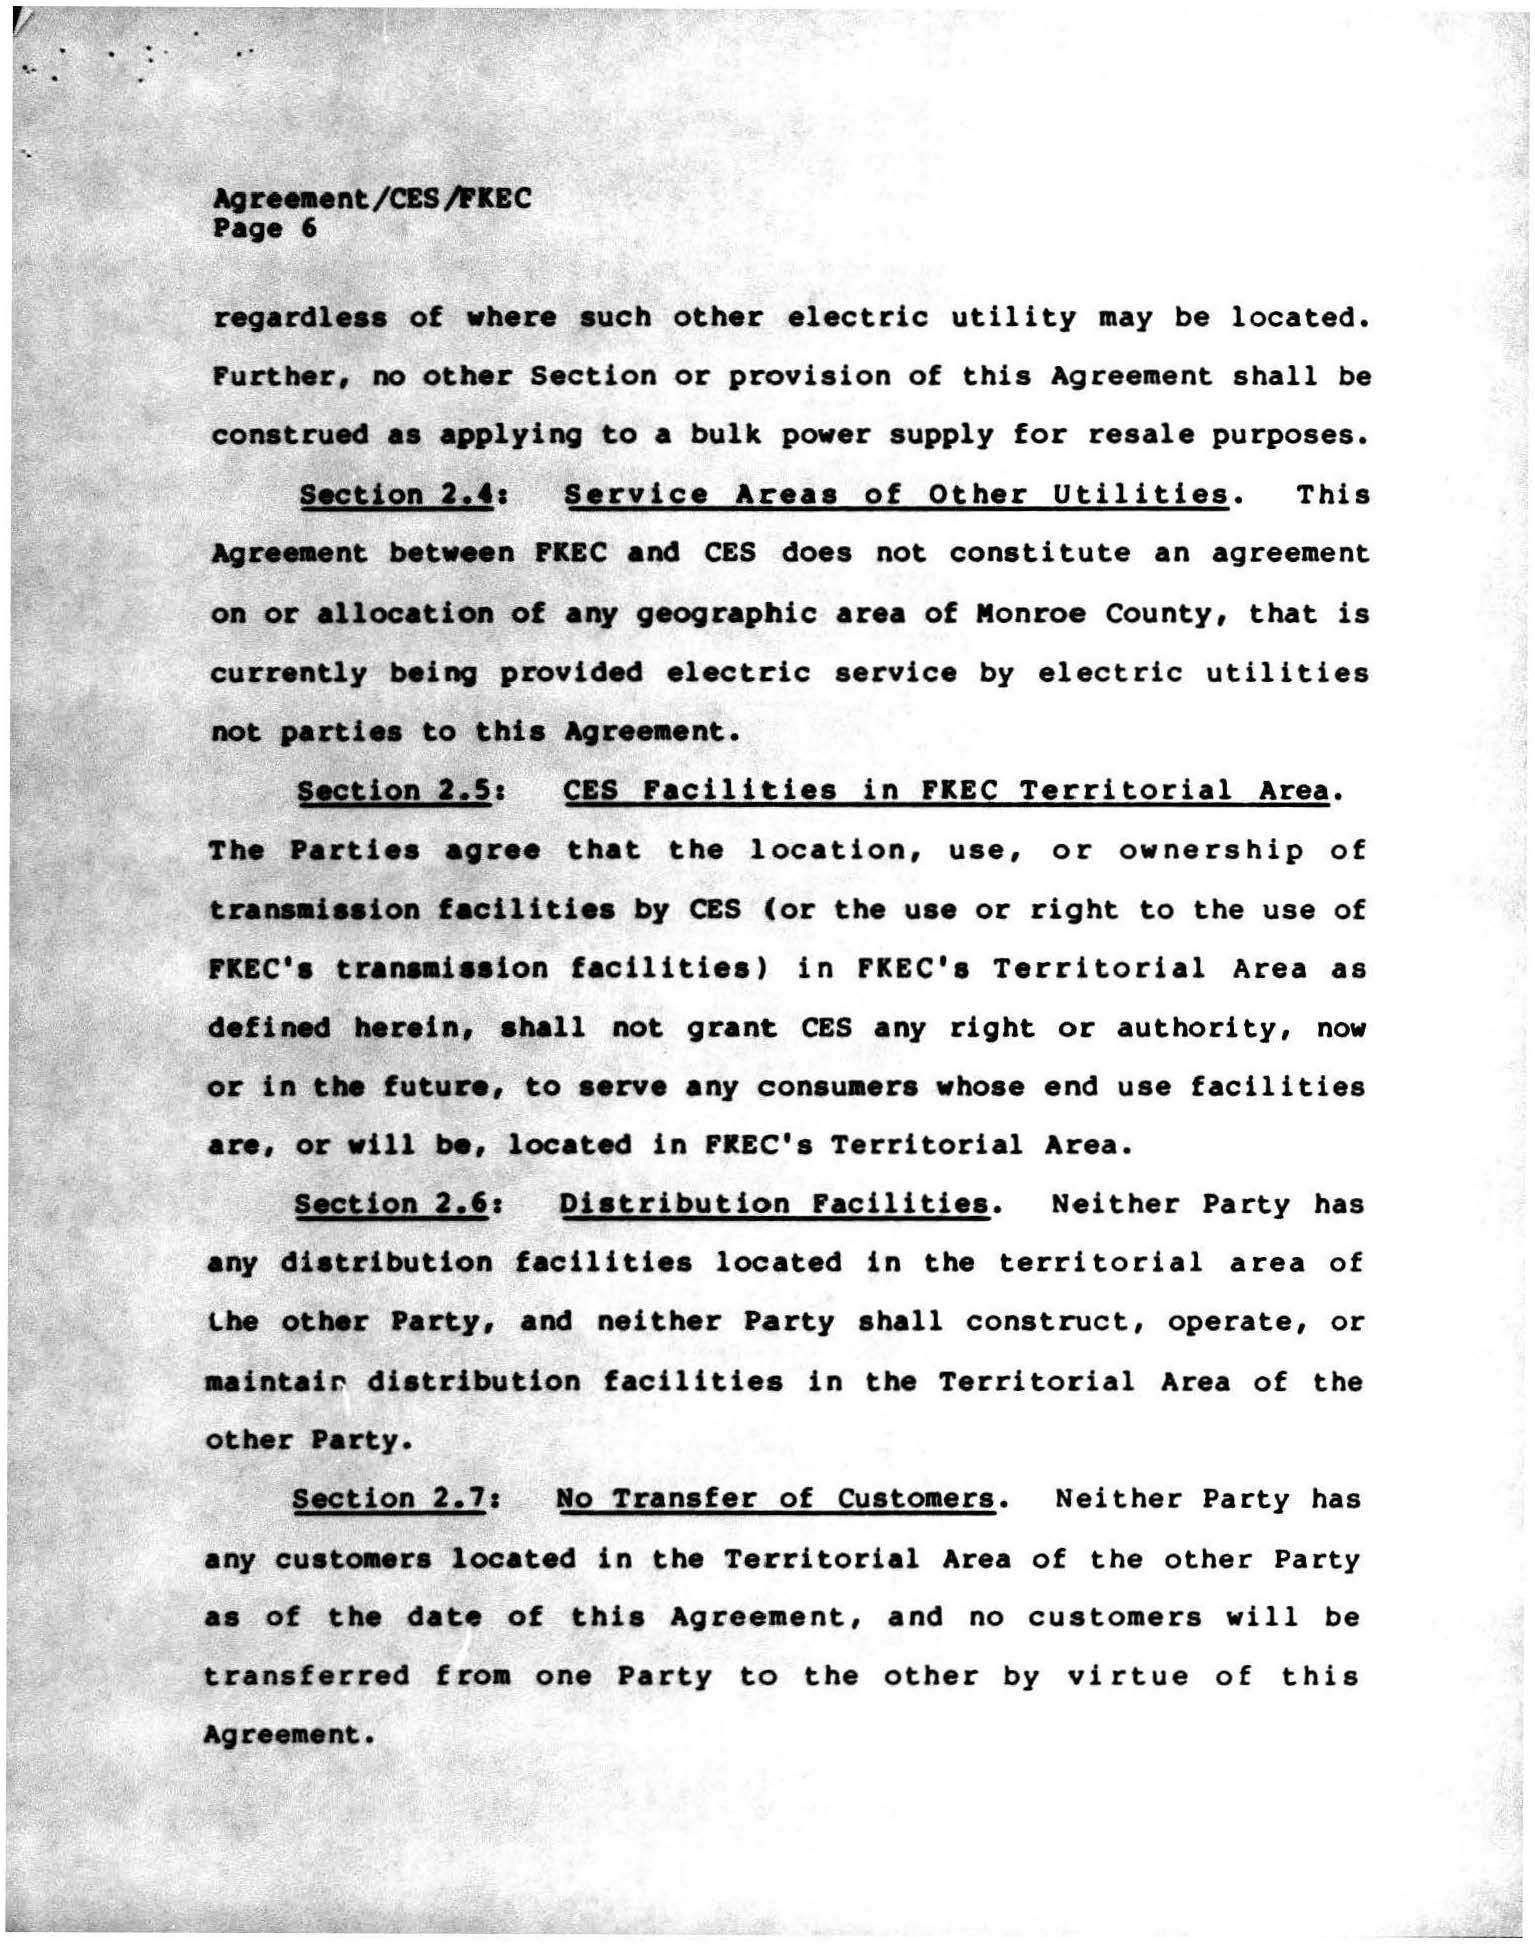 Agreement/CES/FKEC
Page 6
regardless of where such other electric utility may be located.
Further, no other Section or provision of this Agreement shall be
construed as applying to a bulk power supply for resale purposes.
Section 2.4: Service Areas of Other Utilities. This
Agreement between FKEC and CES does not constitute an agreement
on or allocation of any geographic area of Monroe County, that is
currently being provided electric service by electric utilities
not parties to this Agreement.
Section 2.5: CES Facilities in FKEC Territorial Area.
The Parties agree that the location, use, or ownership of
transmission facilities by CES (or the use or right to the use of
FKEC's transmission facilities) in FKEC's Territorial Area as
defined herein, shall not grant CES any right or authority, now
or in the future, to serve any consumers whose end use facilities
are, or will be, located in FKEC's Territorial Area.
Section 2.6: Distribution Facilities. Neither Party has
any distribution facilities located in the territorial area of
the other Party, and neither Party shall construct, operate, or
maintain distribution facilities in the Territorial Area of the
other Party.
Section 2.7: No Transfer of Customers. Neither Party has
any customers located in the Territorial Area of the other Party
as of the date of this Agreement, and no customers will be
transferred from one Party to the other by virtue of this
Agreement.